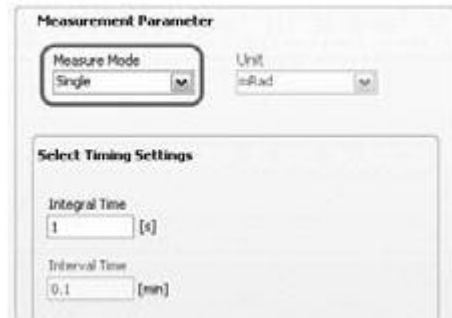 Measurement Parameter
Measure Mode
Unit
Single
mRad
Select Timing Settings
Integral Time
1 [s]
Interval Time
0.1 [min]